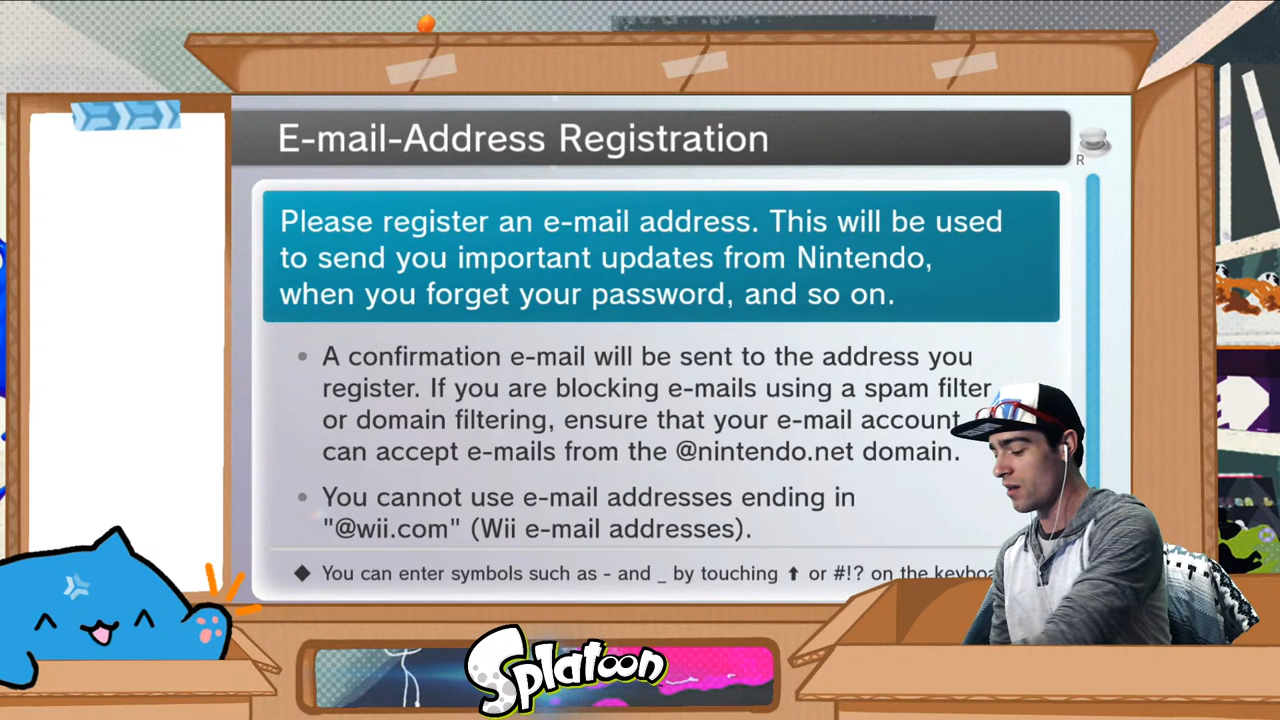 E-mail-Address Registration
R
Please register an e-mail address. This will be used
to send you important updates from Nintendo,
when you forget your password, and so on.
• A confirmation e-mail will be sent to the address you
register. If you are blocking e-mails using a spam filter
or domain filtering, ensure that your e-mail account
can accept e-mails from the @nintendo.net domain.
• You cannot use e-mail addresses ending in
"@wii.com" (Wii e-mail addresses).
◆ You can enter symbols such as - and _ by touching ⬆ or #!? on the keyboa
Splatoon